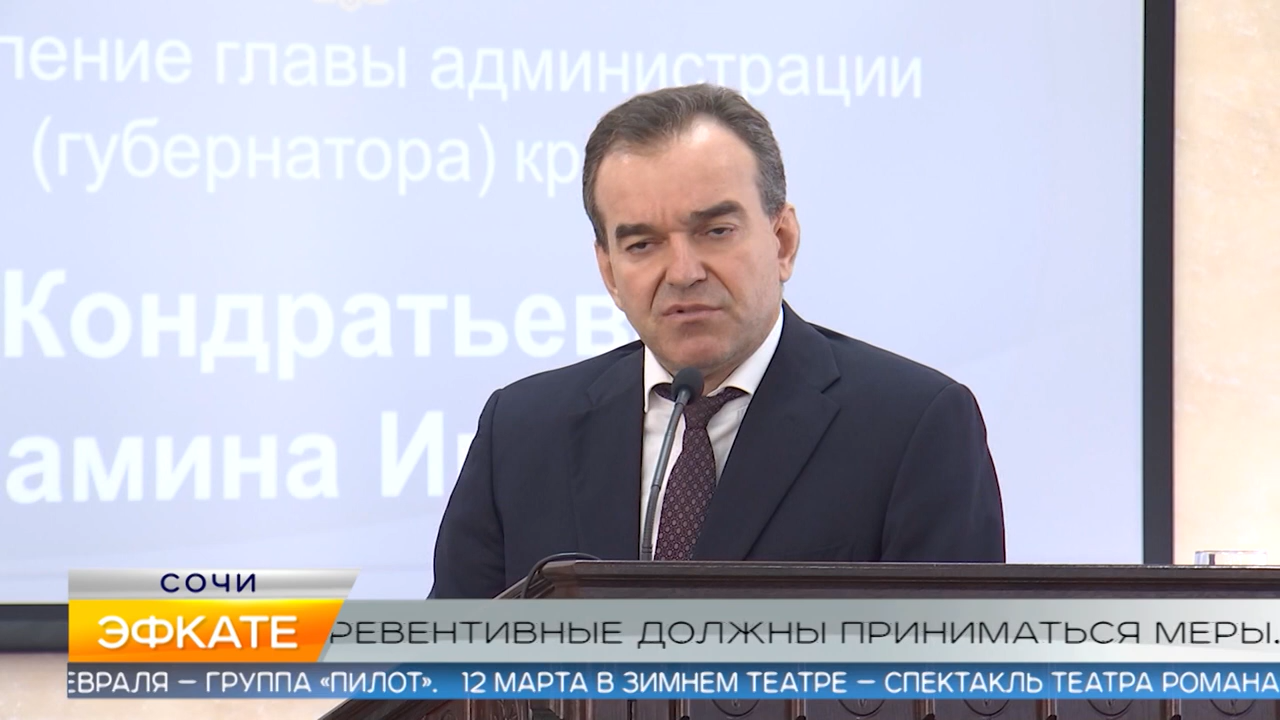 ление главы администрации
(губернатора) кр
Кондратьев
амина И
СОЧИ
ЭФКАТЕ
РЕВЕНТИВНЫЕ ДОЛЖНЫ ПРИНИМАТЬСЯ МЕРЫ.
ЕВРАЛЯ – ГРУППА «ПИЛОТ». 12 МАРТА В ЗИМНЕМ ТЕАТРЕ – СПЕКТАКЛЬ ТЕАТРА РОМАНА